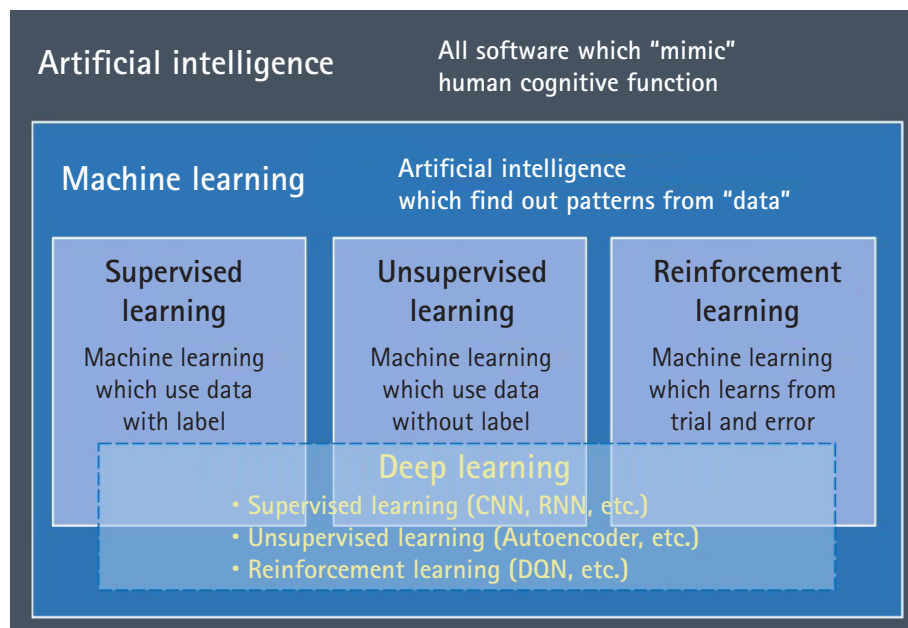 Artificial intelligence
All software which “mimic”
human cognitive function
Machine learning
Artificial intelligence
which find out patterns from “data”
Supervised
learning
Machine learning
which use data
with label
Unsupervised
learning
Machine learning
which use data
without label
Reinforcement
learning
Machine learning
which learns from
trial and error
Deep learning
• Supervised learning (CNN, RNN, etc.)
• Unsupervised learning (Autoencoder, etc.)
• Reinforcement learning (DQN, etc.)